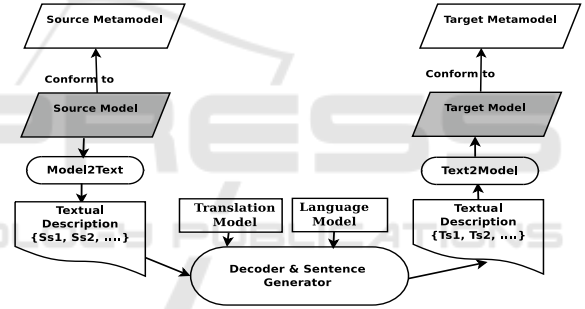 Source Metamodel
Target Metamodel
Conform to
Conform to
Source Model
Target Model
Model2Text
Text2Model
Textual
Description
{Ss1, Ss2, ....}
Translation
Model
Language
Model
Textual
Description
{Ts1, Ts2, ....}
Decoder & Sentence
Generator